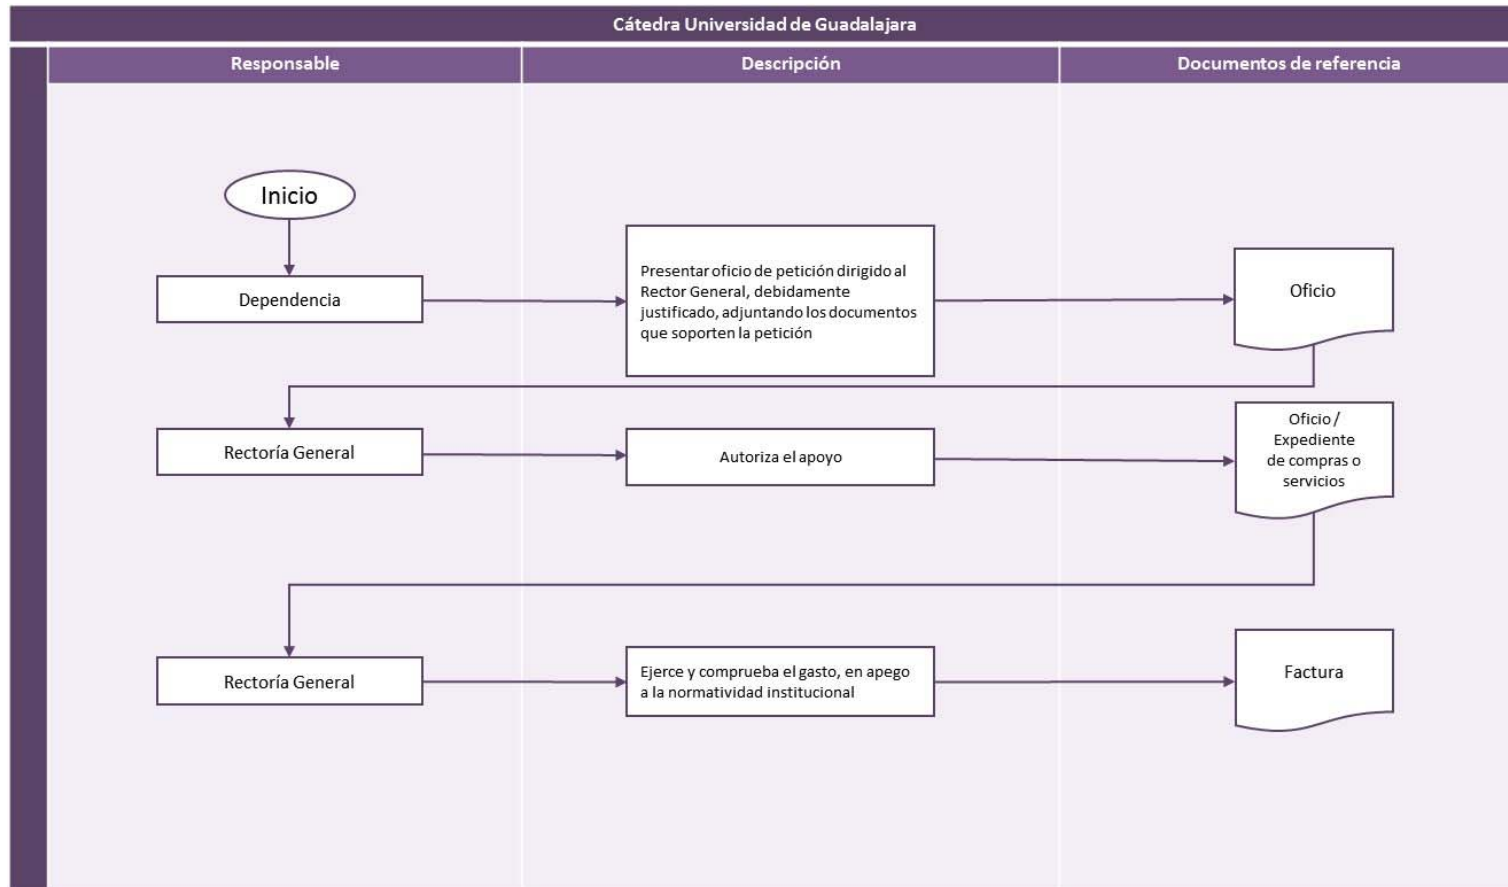 Cátedra Universidad de Guadalajara
Responsable
Descripción
Documentos de referencia
Inicio
Dependencia
Presentar oficio de petición dirigido al
Rector General, debidamente
justificado, adjuntando los documentos
que soporten la petición
Oficio
Rectoría General
Autoriza el apoyo
Oficio /
Expediente
de compras o
servicios
Rectoría General
Ejerce y comprueba el gasto, en apego
a la normatividad institucional
Factura